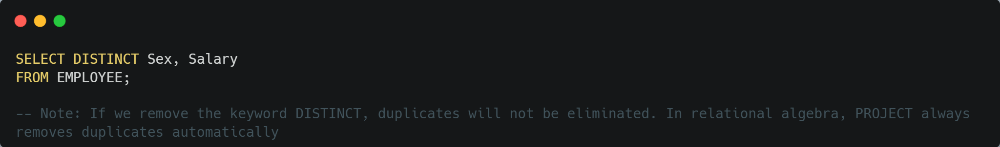 SELECT DISTINCT Sex, Salary
FROM EMPLOYEE;
-- Note: If we remove the keyword DISTINCT, duplicates will not be eliminated. In relational algebra, PROJECT always
removes duplicates automatically